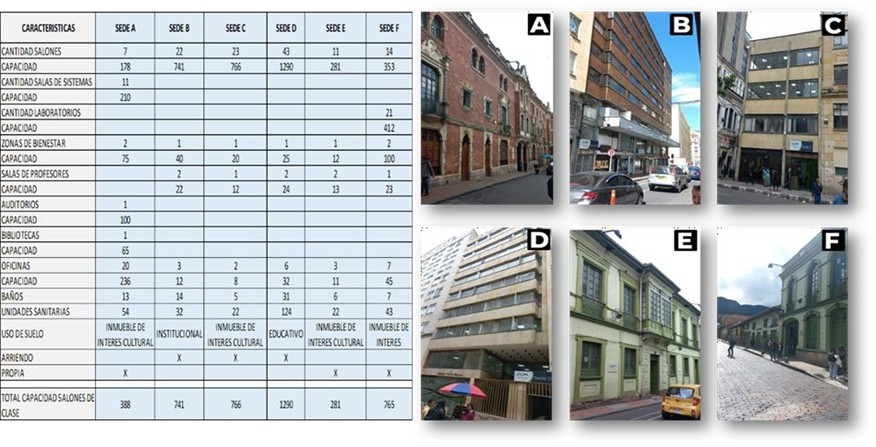 CARACTERISTICAS SEDE A SEDE B SEDE C SEDE D SEDE E SEDE F
CANTIDAD SALONES 7 22 23 43 11 14
CAPACIDAD 178 741 766 1290 281 353
CANTIDAD SALAS DE SISTEMAS 11
CAPACIDAD 210
CANTIDAD LABORATORIOS 21
CAPACIDAD 412
ZONAS DE BIENESTAR 2 1 1 1 1 2
CAPACIDAD 75 40 20 25 12 100
SALAS DE PROFESORES 2 1 2 2 1
CAPACIDAD 22 12 24 13 23
AUDITORIOS 1
CAPACIDAD 100
BIBLIOTECAS 1
CAPACIDAD 65
OFICINAS 20 3 2 6 3 7
CAPACIDAD 236 12 8 32 11 45
BAÑOS 13 14 5 31 6 7
UNIDADES SANITARIAS 54 32 22 124 22 43
USO DE SUELO INMUEBLE DE INTERES CULTURAL INSTITUCIONAL INMUEBLE DE INTERES CULTURAL EDUCATIVO INMUEBLE DE INTERES CULTURAL INMUEBLE DE INTERES
ARRIENDO X X X
PROPIA X X X
TOTAL CAPACIDAD SALONES DE CLASE 388 741 766 1290 281 765
A
B
C
D
E
F